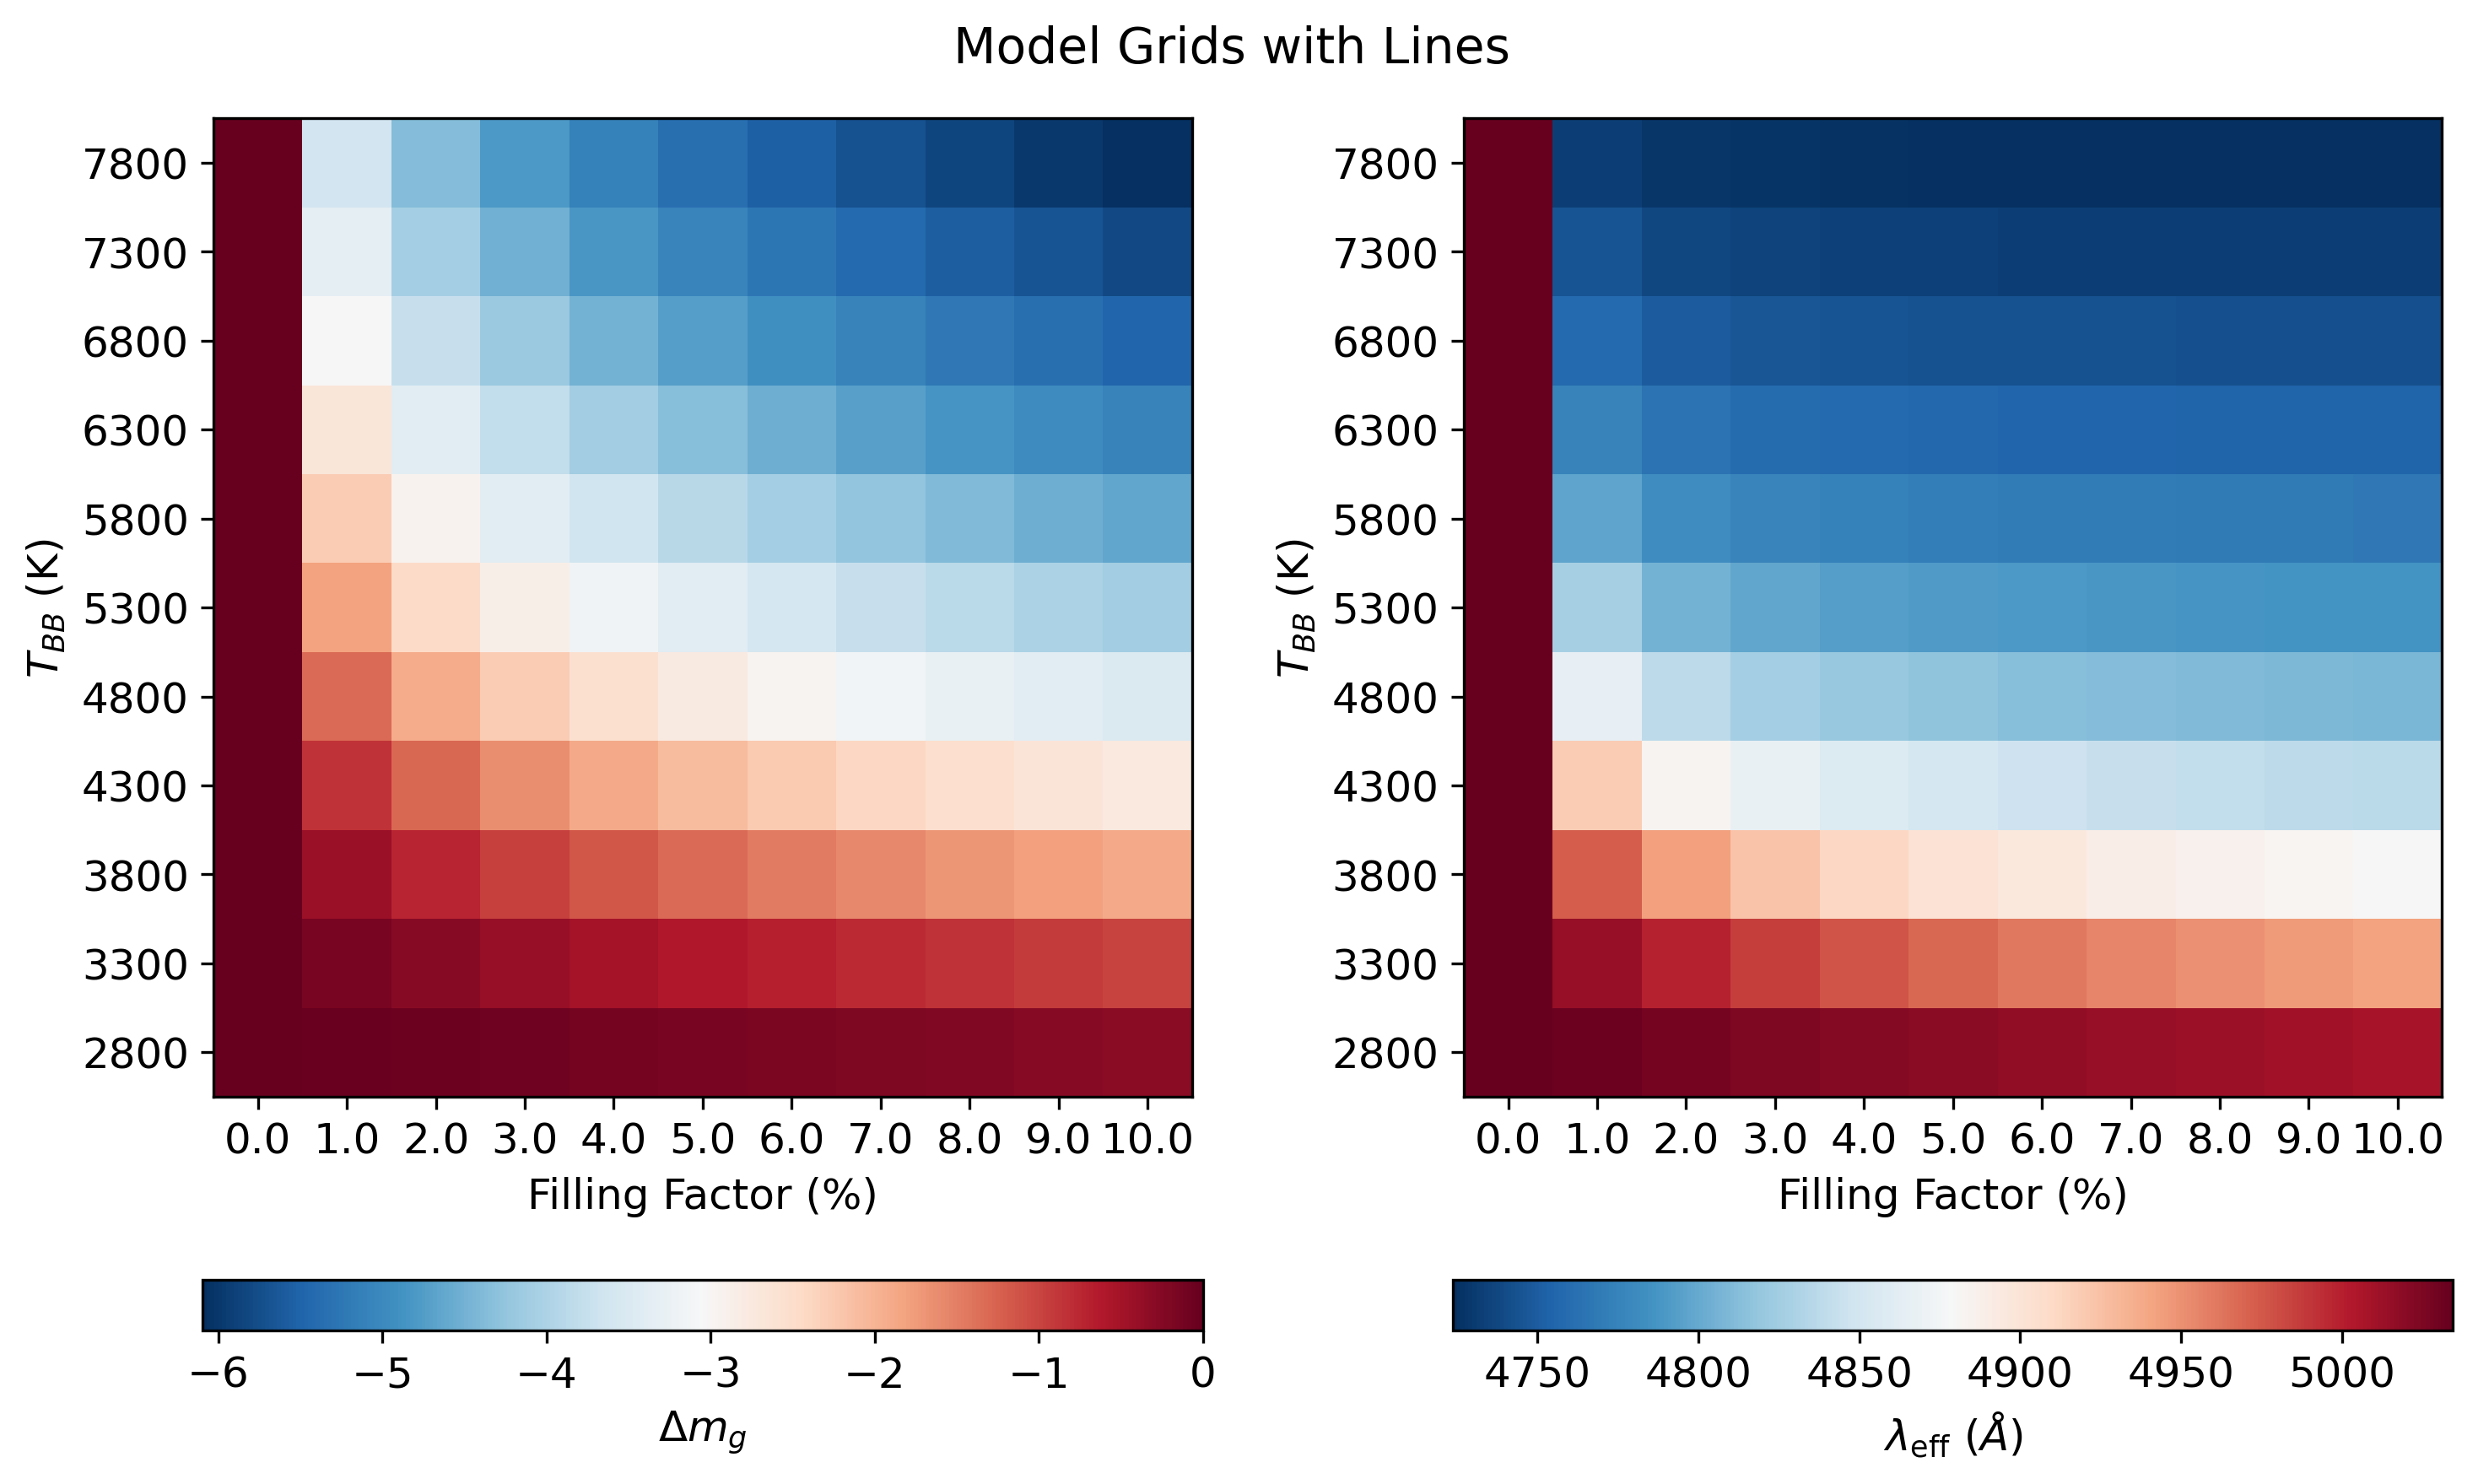 Model Grids with Lines
7800
7300
6800
6300
5800
5300
4800
4300
3800
3300
2800
T_BB (K)
0.0 1.0 2.0 3.0 4.0 5.0 6.0 7.0 8.0 9.0 10.0
Filling Factor (%)
−6 −5 −4 −3 −2 −1 0
Δm_g
7800
7300
6800
6300
5800
5300
4800
4300
3800
3300
2800
T_BB (K)
0.0 1.0 2.0 3.0 4.0 5.0 6.0 7.0 8.0 9.0 10.0
Filling Factor (%)
4750 4800 4850 4900 4950 5000
λ_eff (Å)